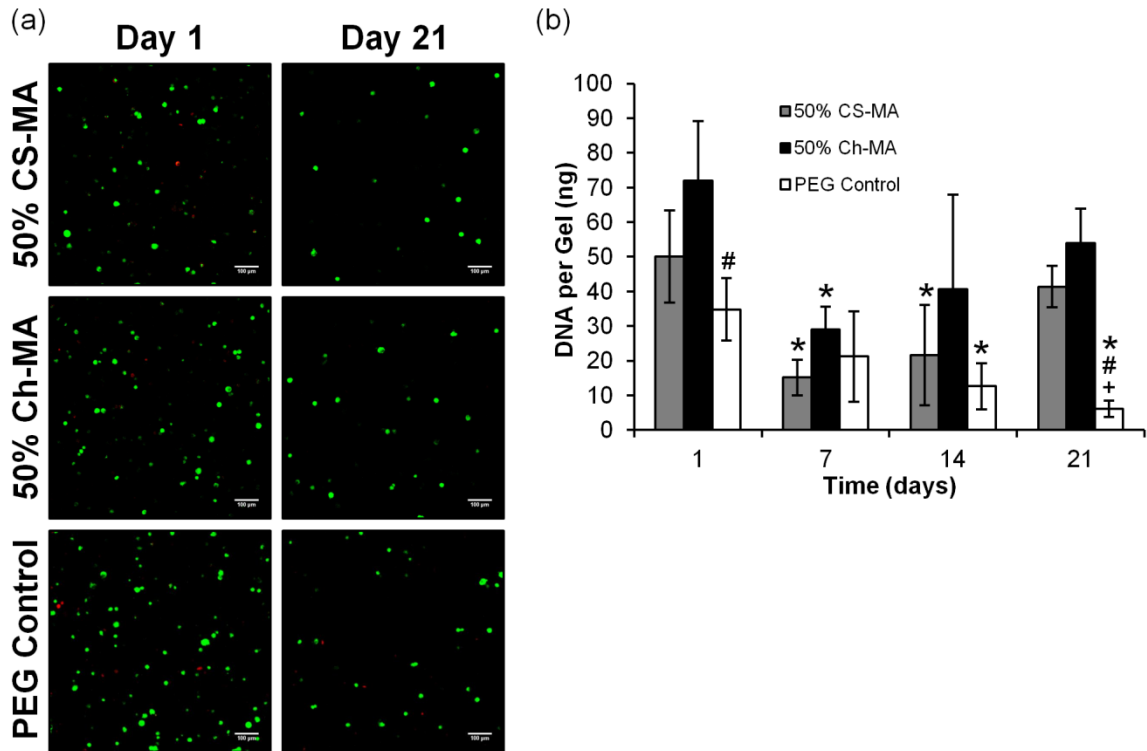 (a)
Day 1
Day 21
50% CS-MA
100 µm
100 µm
50% Ch-MA
100 µm
100 µm
PEG Control
100 µm
100 µm
(b)
DNA per Gel (ng)
100
90
80
70
60
50
40
30
20
10
0
50% CS-MA
50% Ch-MA
PEG Control
#
*
*
*
*
*
#
+
1 7 14 21
Time (days)